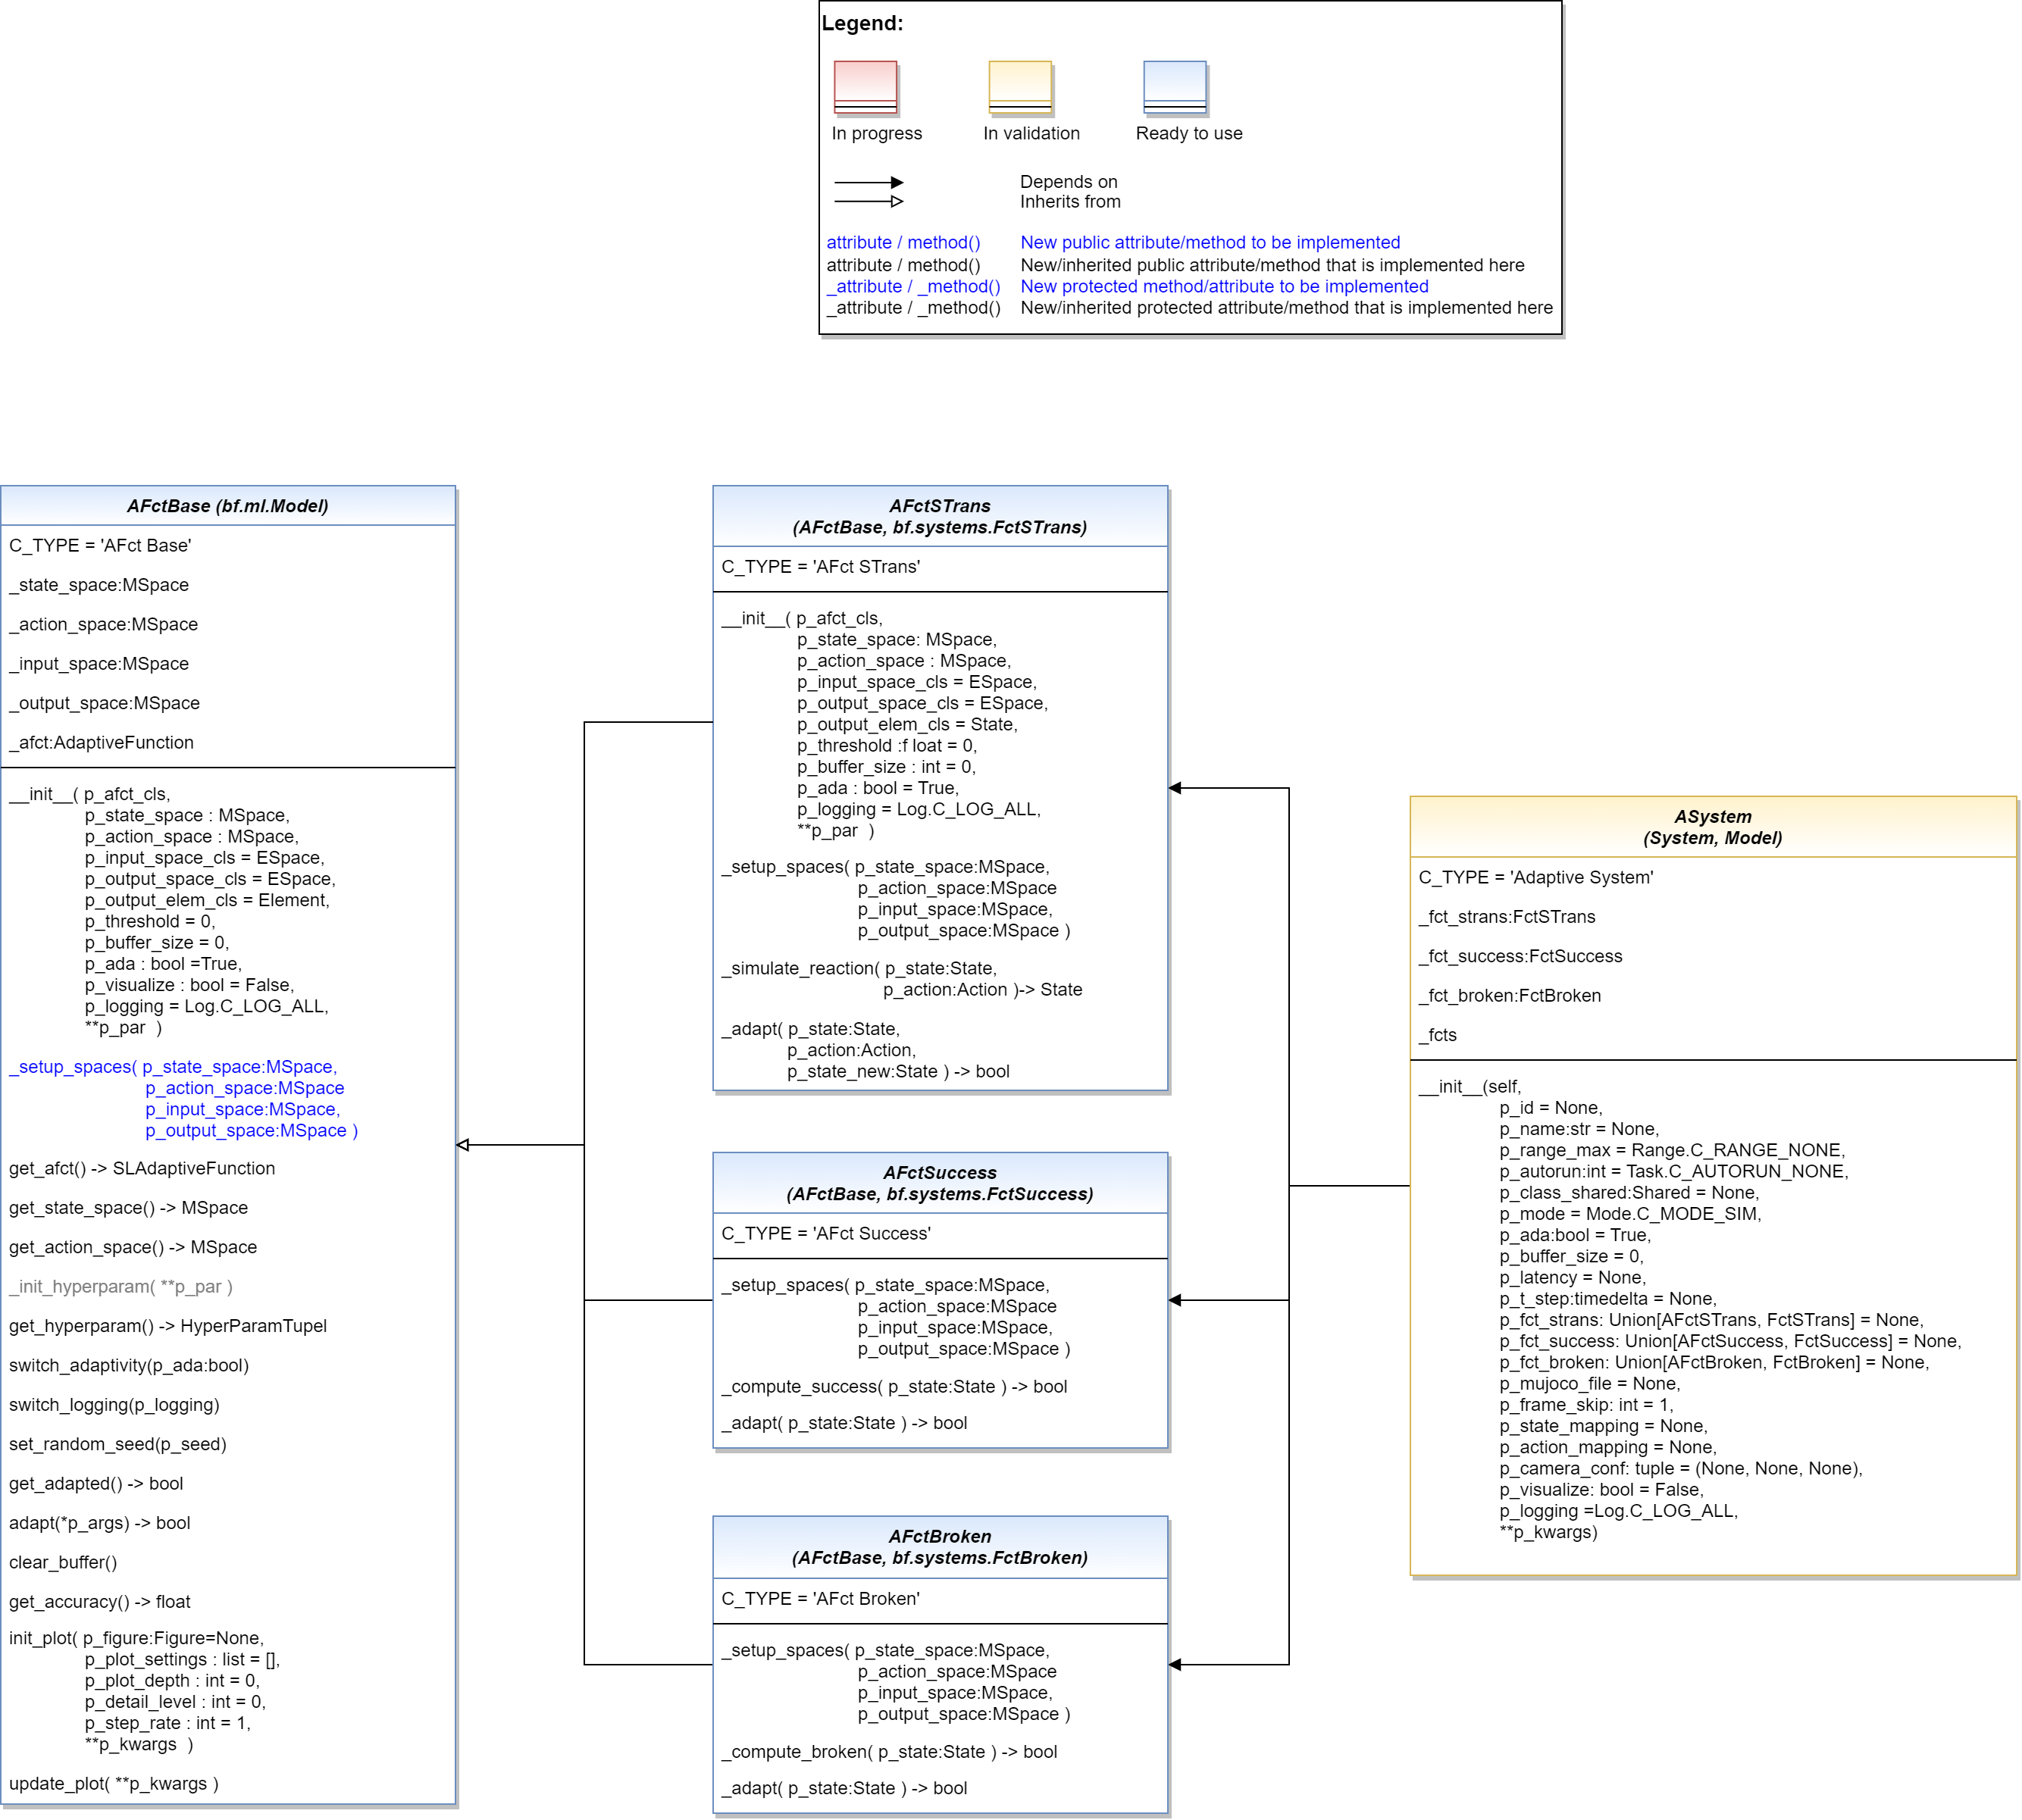 Legend:
In progress
In validation
Ready to use
Depends on
Inherits from
attribute / method() New public attribute/method to be implemented
attribute / method() New/inherited public attribute/method that is implemented here
_attribute / _method() New protected method/attribute to be implemented
_attribute / _method() New/inherited protected attribute/method that is implemented here
AFctBase (bf.ml.Model)
C_TYPE = 'AFct Base'
_state_space:MSpace
_action_space:MSpace
_input_space:MSpace
_output_space:MSpace
_afct:AdaptiveFunction
__init__( p_afct_cls,
p_state_space : MSpace,
p_action_space : MSpace,
p_input_space_cls = ESpace,
p_output_space_cls = ESpace,
p_output_elem_cls = Element,
p_threshold = 0,
p_buffer_size = 0,
p_ada : bool =True,
p_visualize : bool = False,
p_logging = Log.C_LOG_ALL,
**p_par )
_setup_spaces( p_state_space:MSpace,
p_action_space:MSpace
p_input_space:MSpace,
p_output_space:MSpace )
get_afct() -> SLAdaptiveFunction
get_state_space() -> MSpace
get_action_space() -> MSpace
_init_hyperparam( **p_par )
get_hyperparam() -> HyperParamTupel
switch_adaptivity(p_ada:bool)
switch_logging(p_logging)
set_random_seed(p_seed)
get_adapted() -> bool
adapt(*p_args) -> bool
clear_buffer()
get_accuracy() -> float
init_plot( p_figure:Figure=None,
p_plot_settings : list = [],
p_plot_depth : int = 0,
p_detail_level : int = 0,
p_step_rate : int = 1,
**p_kwargs )
update_plot( **p_kwargs )
AFctSTrans
(AFctBase, bf.systems.FctSTrans)
C_TYPE = 'AFct STrans'
__init__( p_afct_cls,
p_state_space: MSpace,
p_action_space : MSpace,
p_input_space_cls = ESpace,
p_output_space_cls = ESpace,
p_output_elem_cls = State,
p_threshold :f loat = 0,
p_buffer_size : int = 0,
p_ada : bool = True,
p_logging = Log.C_LOG_ALL,
**p_par )
_setup_spaces( p_state_space:MSpace,
p_action_space:MSpace
p_input_space:MSpace,
p_output_space:MSpace )
_simulate_reaction( p_state:State,
p_action:Action )-> State
_adapt( p_state:State,
p_action:Action,
p_state_new:State ) -> bool
AFctSuccess
(AFctBase, bf.systems.FctSuccess)
C_TYPE = 'AFct Success'
_setup_spaces( p_state_space:MSpace,
p_action_space:MSpace
p_input_space:MSpace,
p_output_space:MSpace )
_compute_success( p_state:State ) -> bool
_adapt( p_state:State ) -> bool
AFctBroken
(AFctBase, bf.systems.FctBroken)
C_TYPE = 'AFct Broken'
_setup_spaces( p_state_space:MSpace,
p_action_space:MSpace
p_input_space:MSpace,
p_output_space:MSpace )
_compute_broken( p_state:State ) -> bool
_adapt( p_state:State ) -> bool
ASystem
(System, Model)
C_TYPE = 'Adaptive System'
_fct_strans:FctSTrans
_fct_success:FctSuccess
_fct_broken:FctBroken
_fcts
__init__(self,
p_id = None,
p_name:str = None,
p_range_max = Range.C_RANGE_NONE,
p_autorun:int = Task.C_AUTORUN_NONE,
p_class_shared:Shared = None,
p_mode = Mode.C_MODE_SIM,
p_ada:bool = True,
p_buffer_size = 0,
p_latency = None,
p_t_step:timedelta = None,
p_fct_strans: Union[AFctSTrans, FctSTrans] = None,
p_fct_success: Union[AFctSuccess, FctSuccess] = None,
p_fct_broken: Union[AFctBroken, FctBroken] = None,
p_mujoco_file = None,
p_frame_skip: int = 1,
p_state_mapping = None,
p_action_mapping = None,
p_camera_conf: tuple = (None, None, None),
p_visualize: bool = False,
p_logging =Log.C_LOG_ALL,
**p_kwargs)